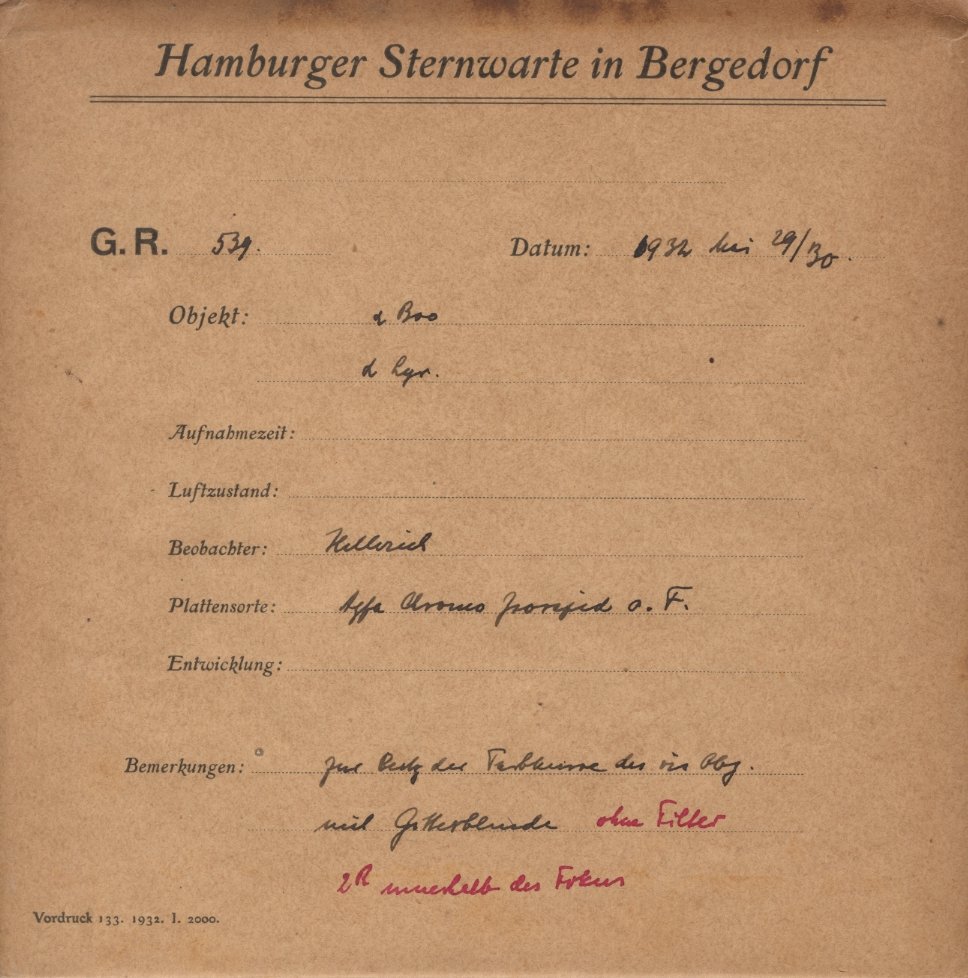 Hamburger Sternwarte in Bergedorf
G. R. 539. Datum: 1932 Mai 29/30.
Objekt: α Boo
α Lyr.
Aufnahmezeit:
Luftzustand:
Beobachter: Hellerich
Plattensorte: Agfa Chromo Isorapid o. F.
Entwicklung:
Bemerkungen: zur Best der Farbkurve des vis Obj.
mit Gitterblende ohne Filter
2R innerhalb des Fokus
Vordruck 133. 1932. I. 2000.